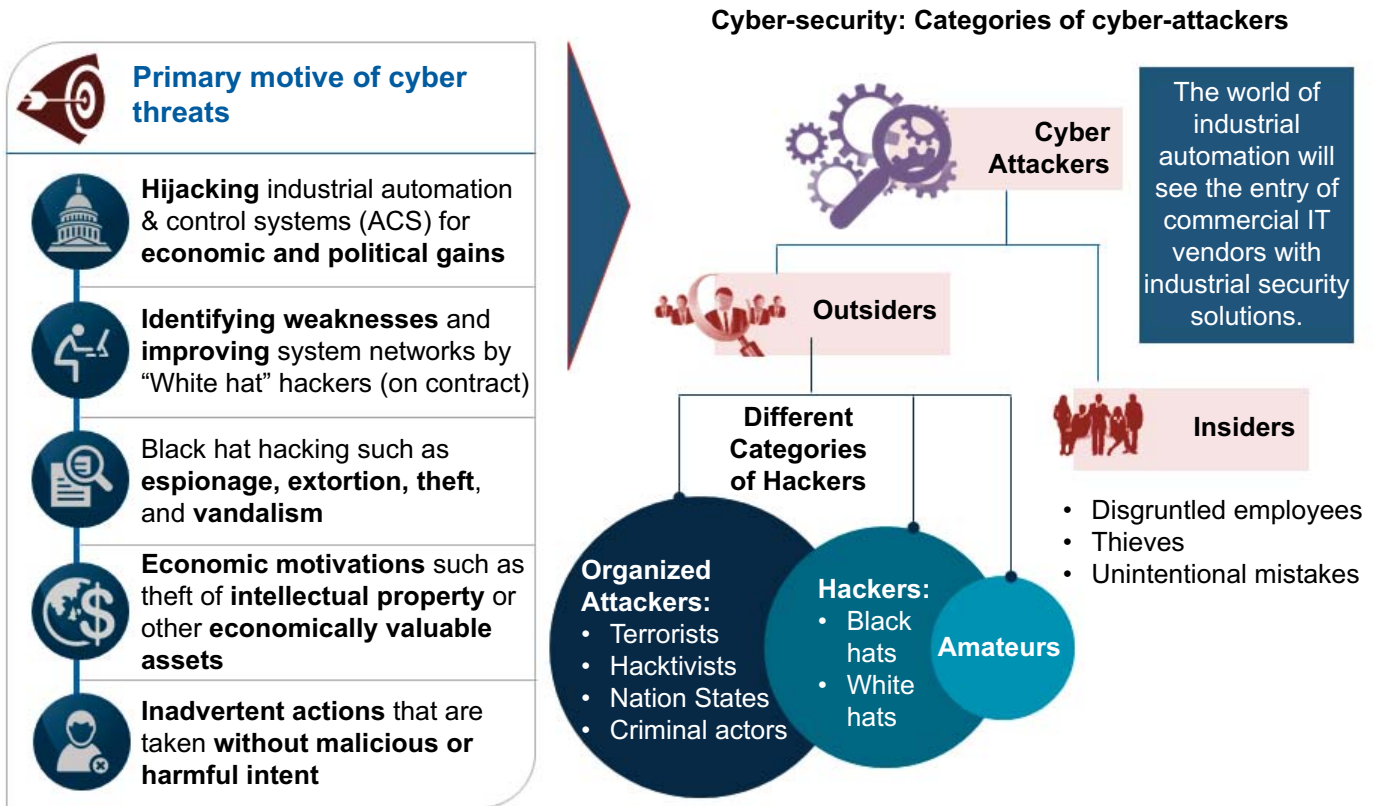 Cyber-security: Categories of cyber-attackers
Primary motive of cyber
threats
Hijacking industrial automation
& control systems (ACS) for
economic and political gains
Identifying weaknesses and
improving system networks by
“White hat” hackers (on contract)
Black hat hacking such as
espionage, extortion, theft,
and vandalism
Economic motivations such as
theft of intellectual property or
other economically valuable
assets
Inadvertent actions that are
taken without malicious or
harmful intent
Cyber
Attackers
The world of
industrial
automation will
see the entry of
commercial IT
vendors with
industrial security
solutions.
Outsiders
Different
Categories
of Hackers
Organized
Attackers:
• Terrorists
• Hacktivists
• Nation States
• Criminal actors
Hackers:
• Black
hats
• White
hats
Amateurs
Insiders
• Disgruntled employees
• Thieves
• Unintentional mistakes